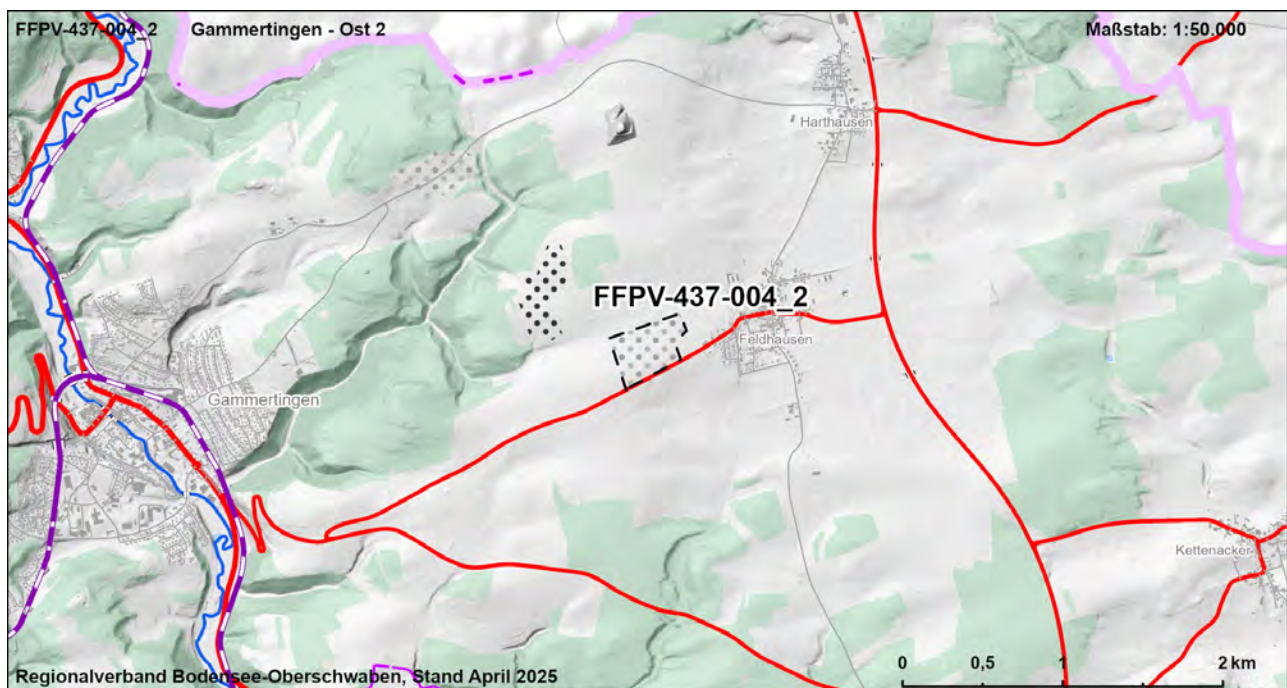 FFPV-437-004_2 Gammertingen - Ost 2 Maßstab: 1:50.000
Harthausen
FFPV-437-004_2
Feldhausen
Gammertingen
Kettenacker
0 0,5 1 2 km
Regionalverband Bodensee-Oberschwaben, Stand April 2025